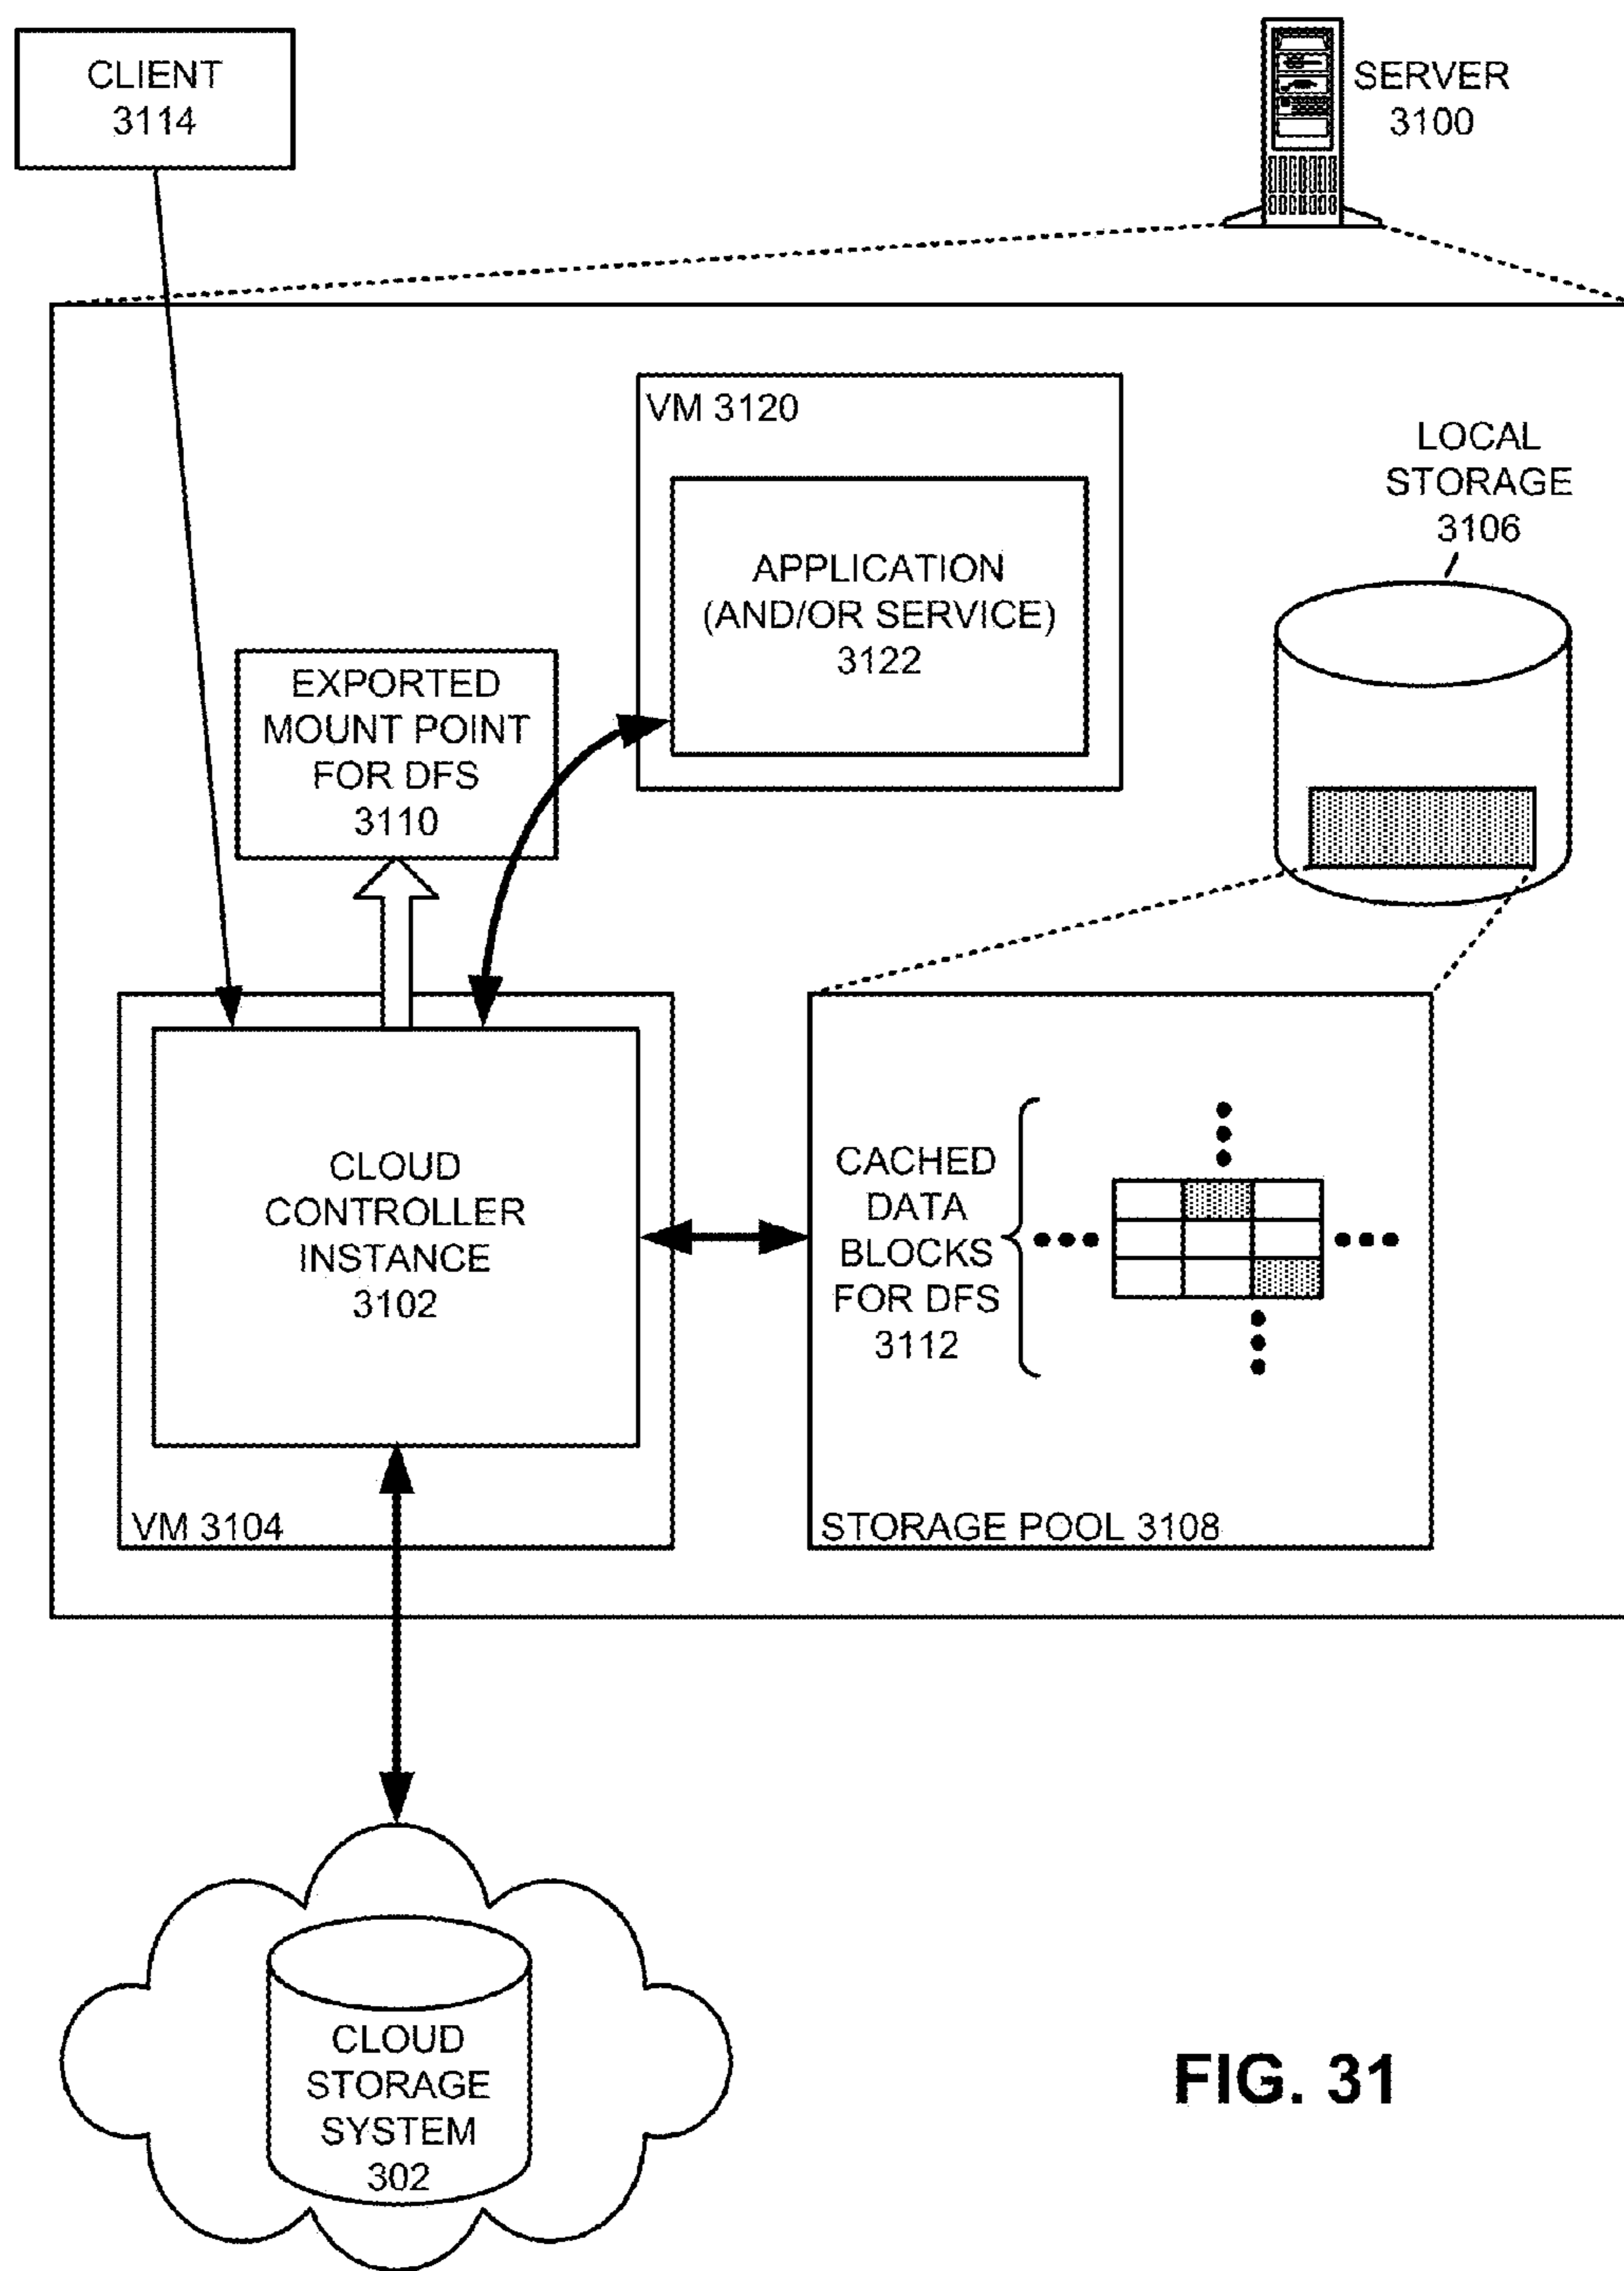 CLIENT
3114
SERVER
3100
VM 3120
APPLICATION
(AND/OR SERVICE)
3122
LOCAL
STORAGE
3106
EXPORTED
MOUNT POINT
FOR DFS
3110
CLOUD
CONTROLLER
INSTANCE
3102
VM 3104
CACHED
DATA
BLOCKS
FOR DFS
3112
STORAGE POOL 3108
CLOUD
STORAGE
SYSTEM
302
FIG. 31